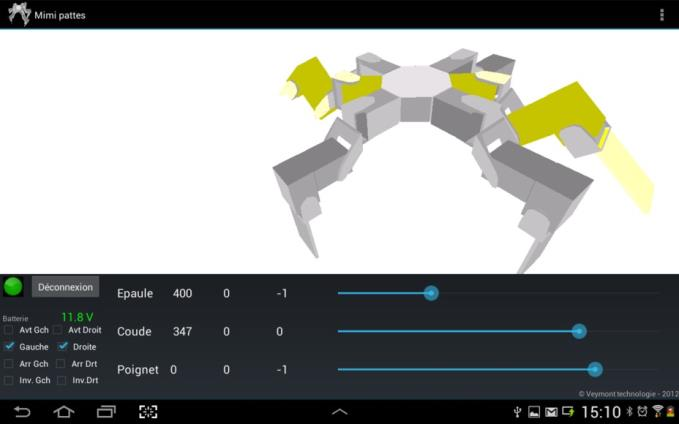 Mimi pattes
Déconnexion
Batterie 11.8 V
Avt Gch Avt Droit
Gauche Droite
Arr Gch Arr Drt
Inv. Gch Inv.Drt
Epaule 400 0 -1
Coude 347 0 0
Poignet 0 0 -1
© Veymont technologie - 2012
15:10